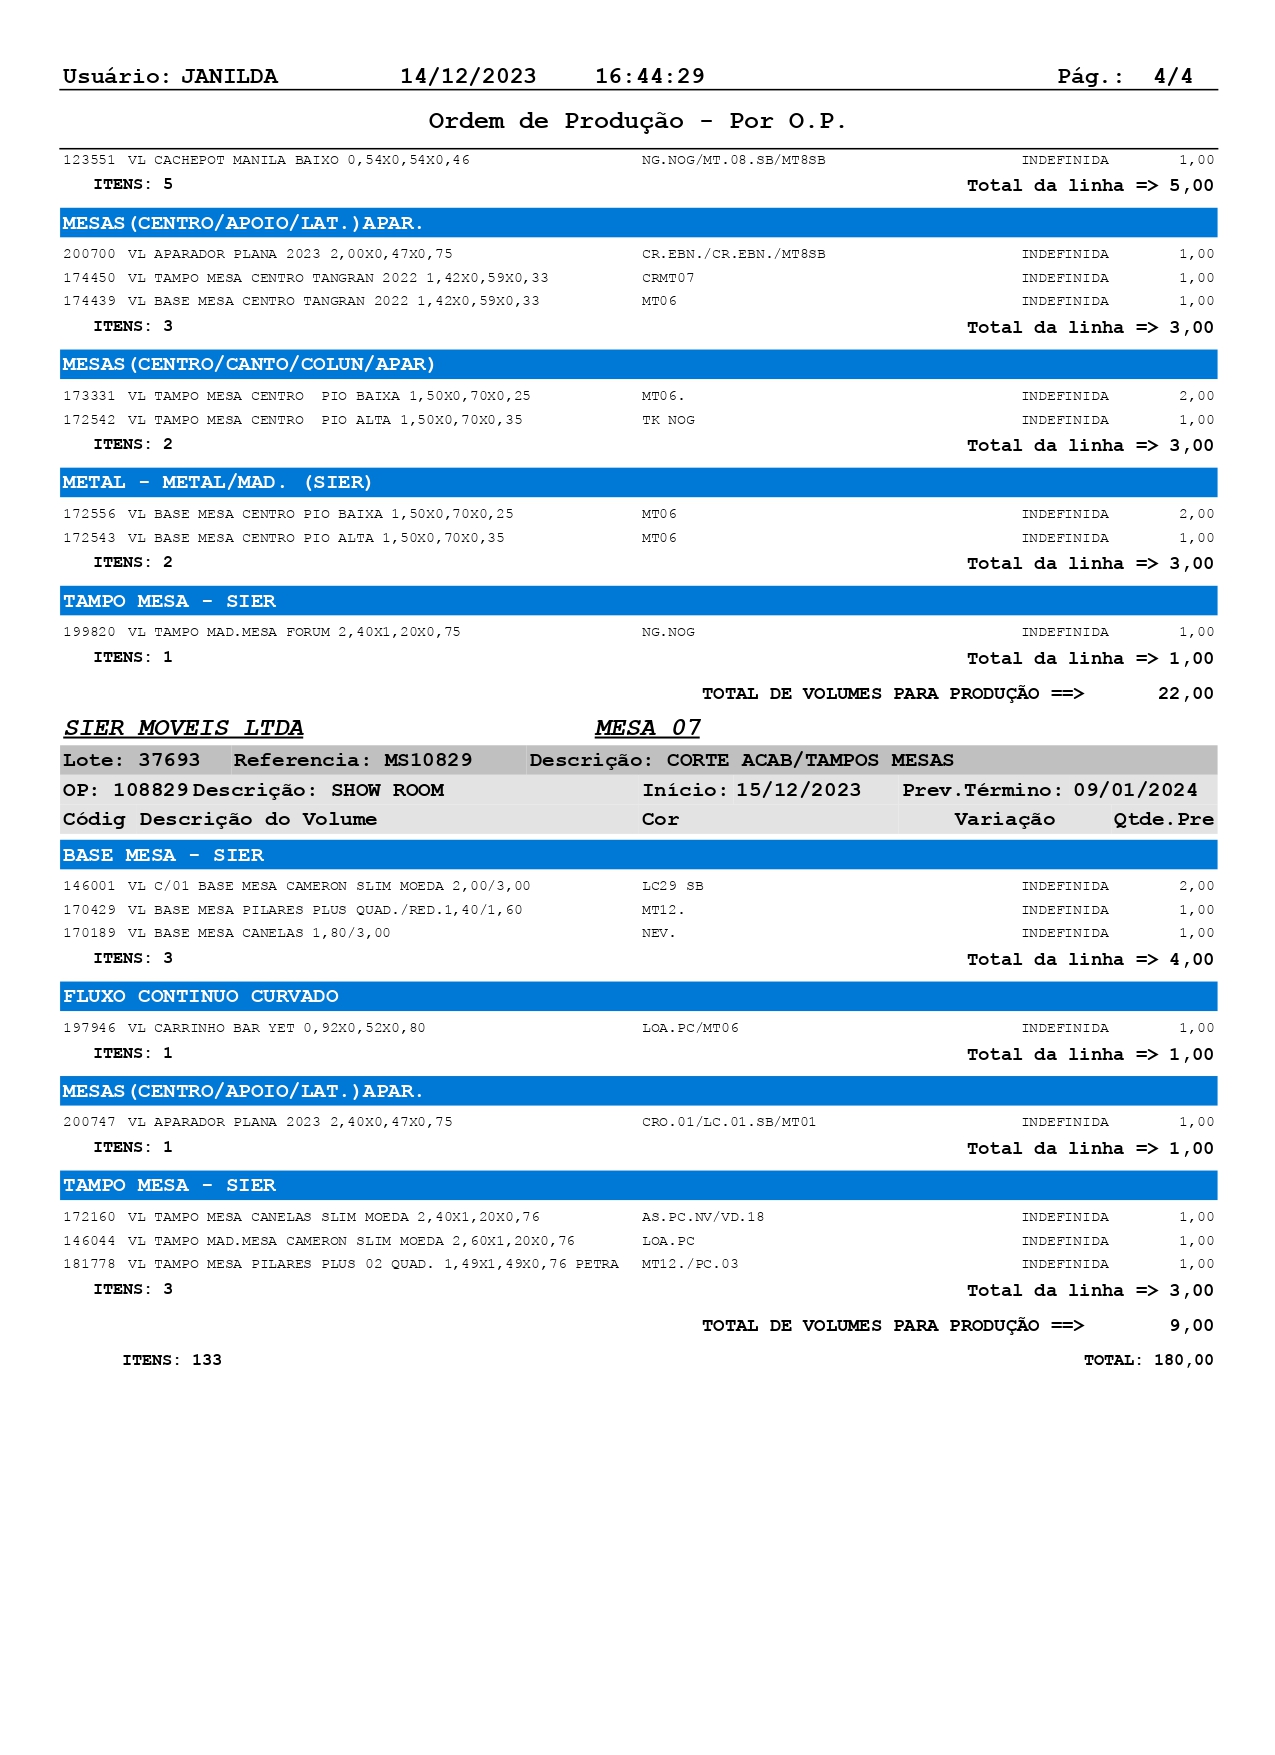 Usuário: JANILDA 14/12/2023 16:44:29 Pág.: 4/4
Ordem de Produção - Por O.P.
123551 VL CACHEPOT MANILA BAIXO 0,54X0,54X0,46 NG.NOG/MT.08.SB/MT8SB INDEFINIDA 1,00
ITENS: 5 Total da linha => 5,00
MESAS(CENTRO/APOIO/LAT.)APAR.
200700 VL APARADOR PLANA 2023 2,00X0,47X0,75 CR.EBN./CR.EBN./MT8SB INDEFINIDA 1,00
174450 VL TAMPO MESA CENTRO TANGRAN 2022 1,42X0,59X0,33 CRMT07 INDEFINIDA 1,00
174439 VL BASE MESA CENTRO TANGRAN 2022 1,42X0,59X0,33 MT06 INDEFINIDA 1,00
ITENS: 3 Total da linha => 3,00
MESAS(CENTRO/CANTO/COLUN/APAR)
173331 VL TAMPO MESA CENTRO  PIO BAIXA 1,50X0,70X0,25 MT06. INDEFINIDA 2,00
172542 VL TAMPO MESA CENTRO  PIO ALTA 1,50X0,70X0,35 TK NOG INDEFINIDA 1,00
ITENS: 2 Total da linha => 3,00
METAL - METAL/MAD. (SIER)
172556 VL BASE MESA CENTRO PIO BAIXA 1,50X0,70X0,25 MT06 INDEFINIDA 2,00
172543 VL BASE MESA CENTRO PIO ALTA 1,50X0,70X0,35 MT06 INDEFINIDA 1,00
ITENS: 2 Total da linha => 3,00
TAMPO MESA - SIER
199820 VL TAMPO MAD.MESA FORUM 2,40X1,20X0,75 NG.NOG INDEFINIDA 1,00
ITENS: 1 Total da linha => 1,00
TOTAL DE VOLUMES PARA PRODUÇÃO ==> 22,00
SIER MOVEIS LTDA MESA 07
Lote: 37693 Referencia: MS10829 Descrição: CORTE ACAB/TAMPOS MESAS
OP: 108829 Descrição: SHOW ROOM Início: 15/12/2023 Prev.Término: 09/01/2024
Códig Descrição do Volume Cor Variação Qtde.Pre
BASE MESA - SIER
146001 VL C/01 BASE MESA CAMERON SLIM MOEDA 2,00/3,00 LC29 SB INDEFINIDA 2,00
170429 VL BASE MESA PILARES PLUS QUAD./RED.1,40/1,60 MT12. INDEFINIDA 1,00
170189 VL BASE MESA CANELAS 1,80/3,00 NEV. INDEFINIDA 1,00
ITENS: 3 Total da linha => 4,00
FLUXO CONTINUO CURVADO
197946 VL CARRINHO BAR YET 0,92X0,52X0,80 LOA.PC/MT06 INDEFINIDA 1,00
ITENS: 1 Total da linha => 1,00
MESAS(CENTRO/APOIO/LAT.)APAR.
200747 VL APARADOR PLANA 2023 2,40X0,47X0,75 CRO.01/LC.01.SB/MT01 INDEFINIDA 1,00
ITENS: 1 Total da linha => 1,00
TAMPO MESA - SIER
172160 VL TAMPO MESA CANELAS SLIM MOEDA 2,40X1,20X0,76 AS.PC.NV/VD.18 INDEFINIDA 1,00
146044 VL TAMPO MAD.MESA CAMERON SLIM MOEDA 2,60X1,20X0,76 LOA.PC INDEFINIDA 1,00
181778 VL TAMPO MESA PILARES PLUS 02 QUAD. 1,49X1,49X0,76 PETRA MT12./PC.03 INDEFINIDA 1,00
ITENS: 3 Total da linha => 3,00
TOTAL DE VOLUMES PARA PRODUÇÃO ==> 9,00
ITENS: 133 TOTAL: 180,00